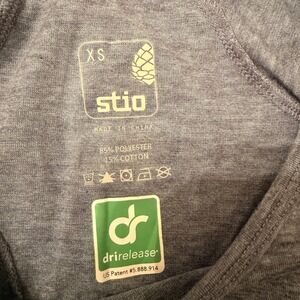 XS
stio
MADE IN CHINA
85% POLYESTER
15% COTTON
dr
drirelease®
US Patent #5,888,914